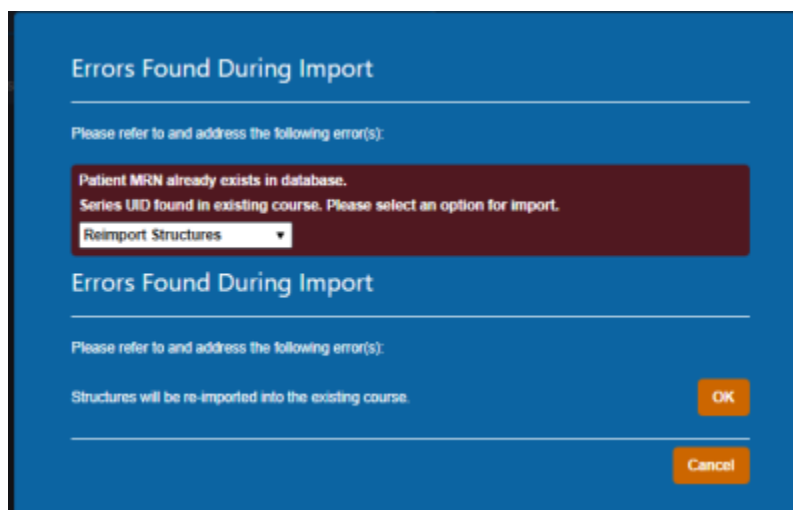 Errors Found During Import
Please refer to and address the following error(s):
Patient MRN already exists in database.
Series UID found in existing course. Please select an option for import.
Reimport Structures
Errors Found During Import
Please refer to and address the following error(s):
Structures will be re-imported into the existing course.
OK
Cancel